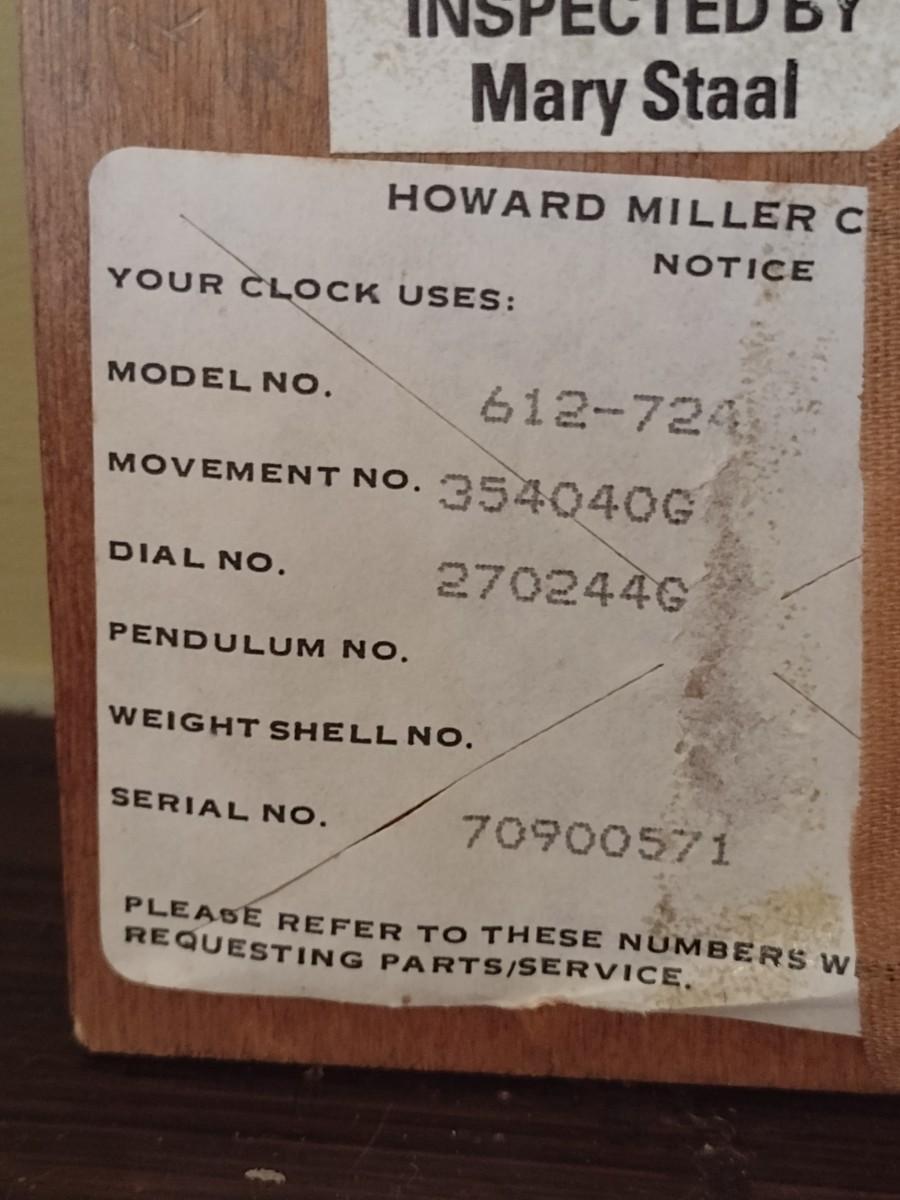 INSPECTED BY
Mary Staal
HOWARD MILLER C
NOTICE
YOUR CLOCK USES:
MODEL NO. 612-724
MOVEMENT NO. 354040G
DIAL NO. 270244G
PENDULUM NO.
WEIGHT SHELL NO.
SERIAL NO. 70900571
PLEASE REFER TO THESE NUMBERS W
REQUESTING PARTS/SERVICE.